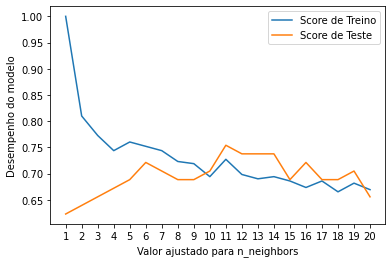 1.00
0.95
0.90
0.85
0.80
0.75
0.70
0.65
Desempenho do modelo
Score de Treino
Score de Teste
1 2 3 4 5 6 7 8 9 10 11 12 13 14 15 16 17 18 19 20
Valor ajustado para n_neighbors